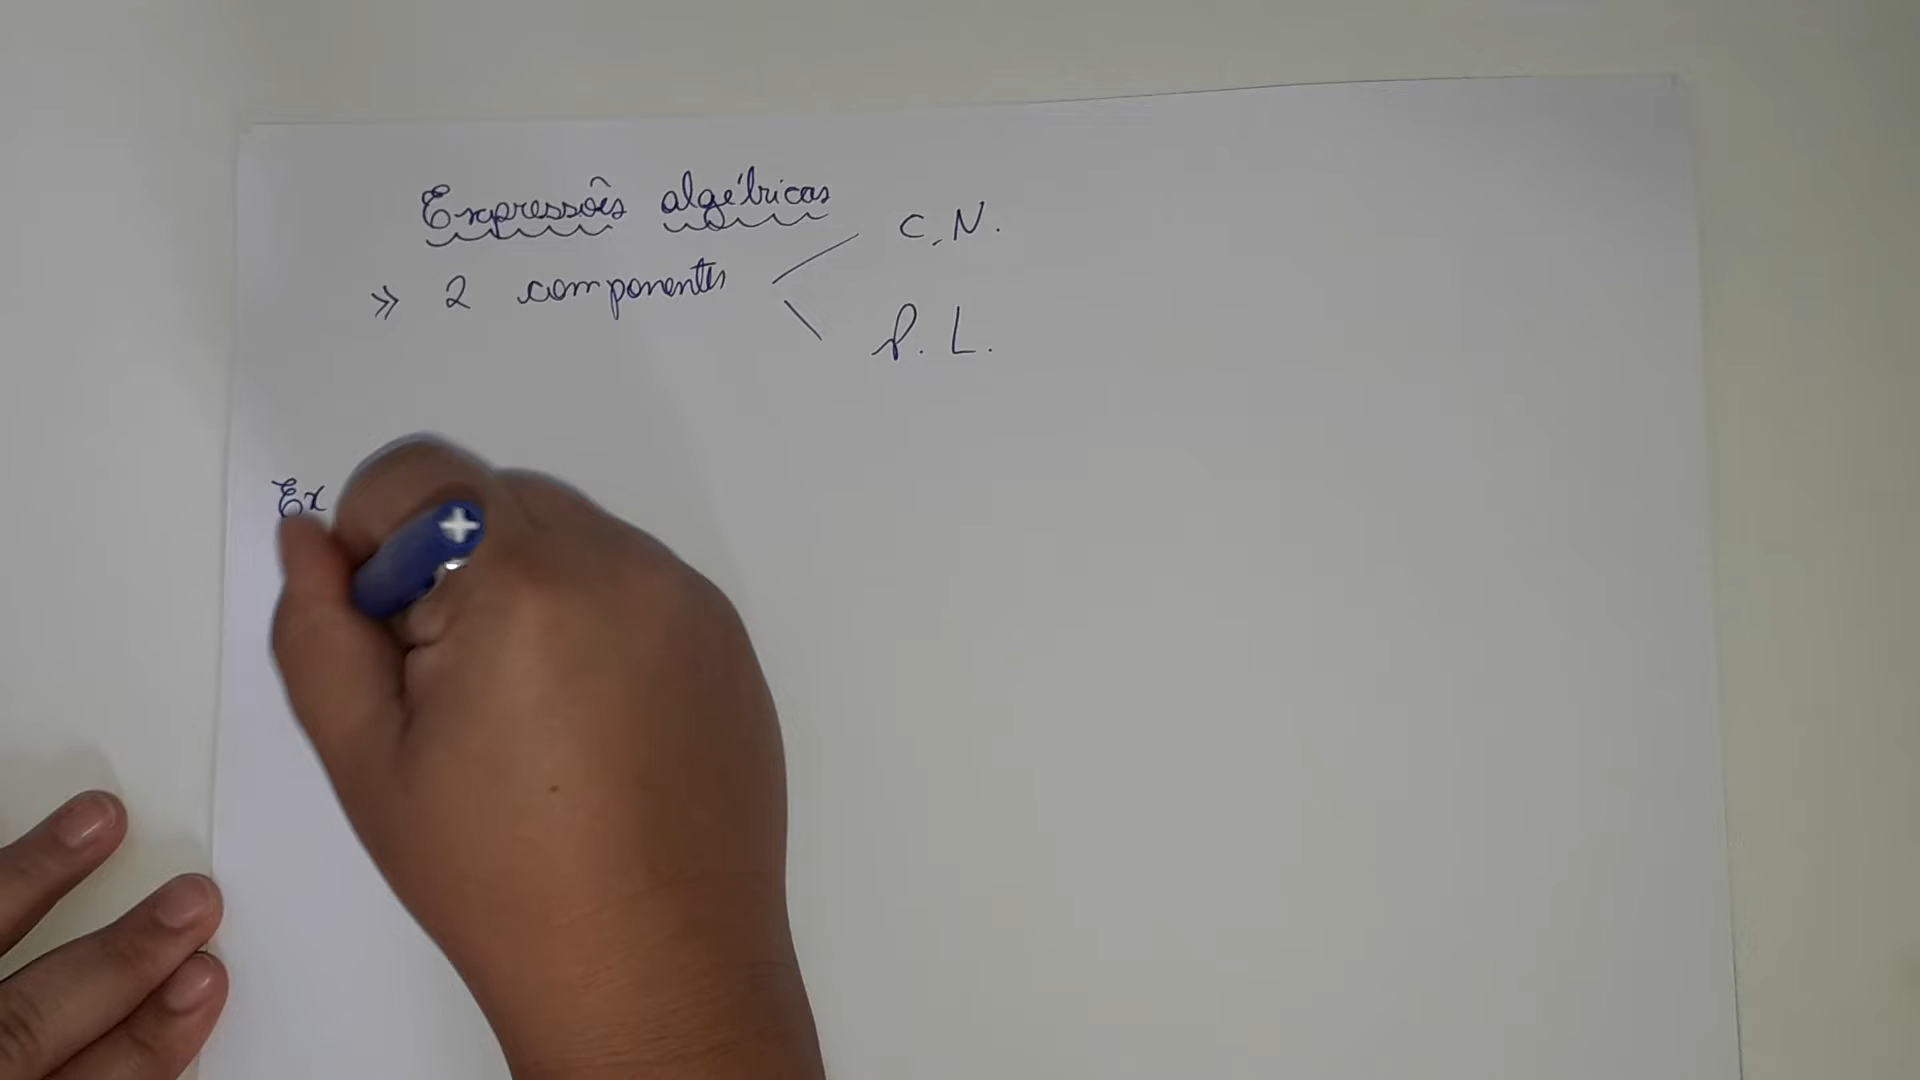 Expressões algébricas
» 2 componentes
C.N.
P.L.
Ex